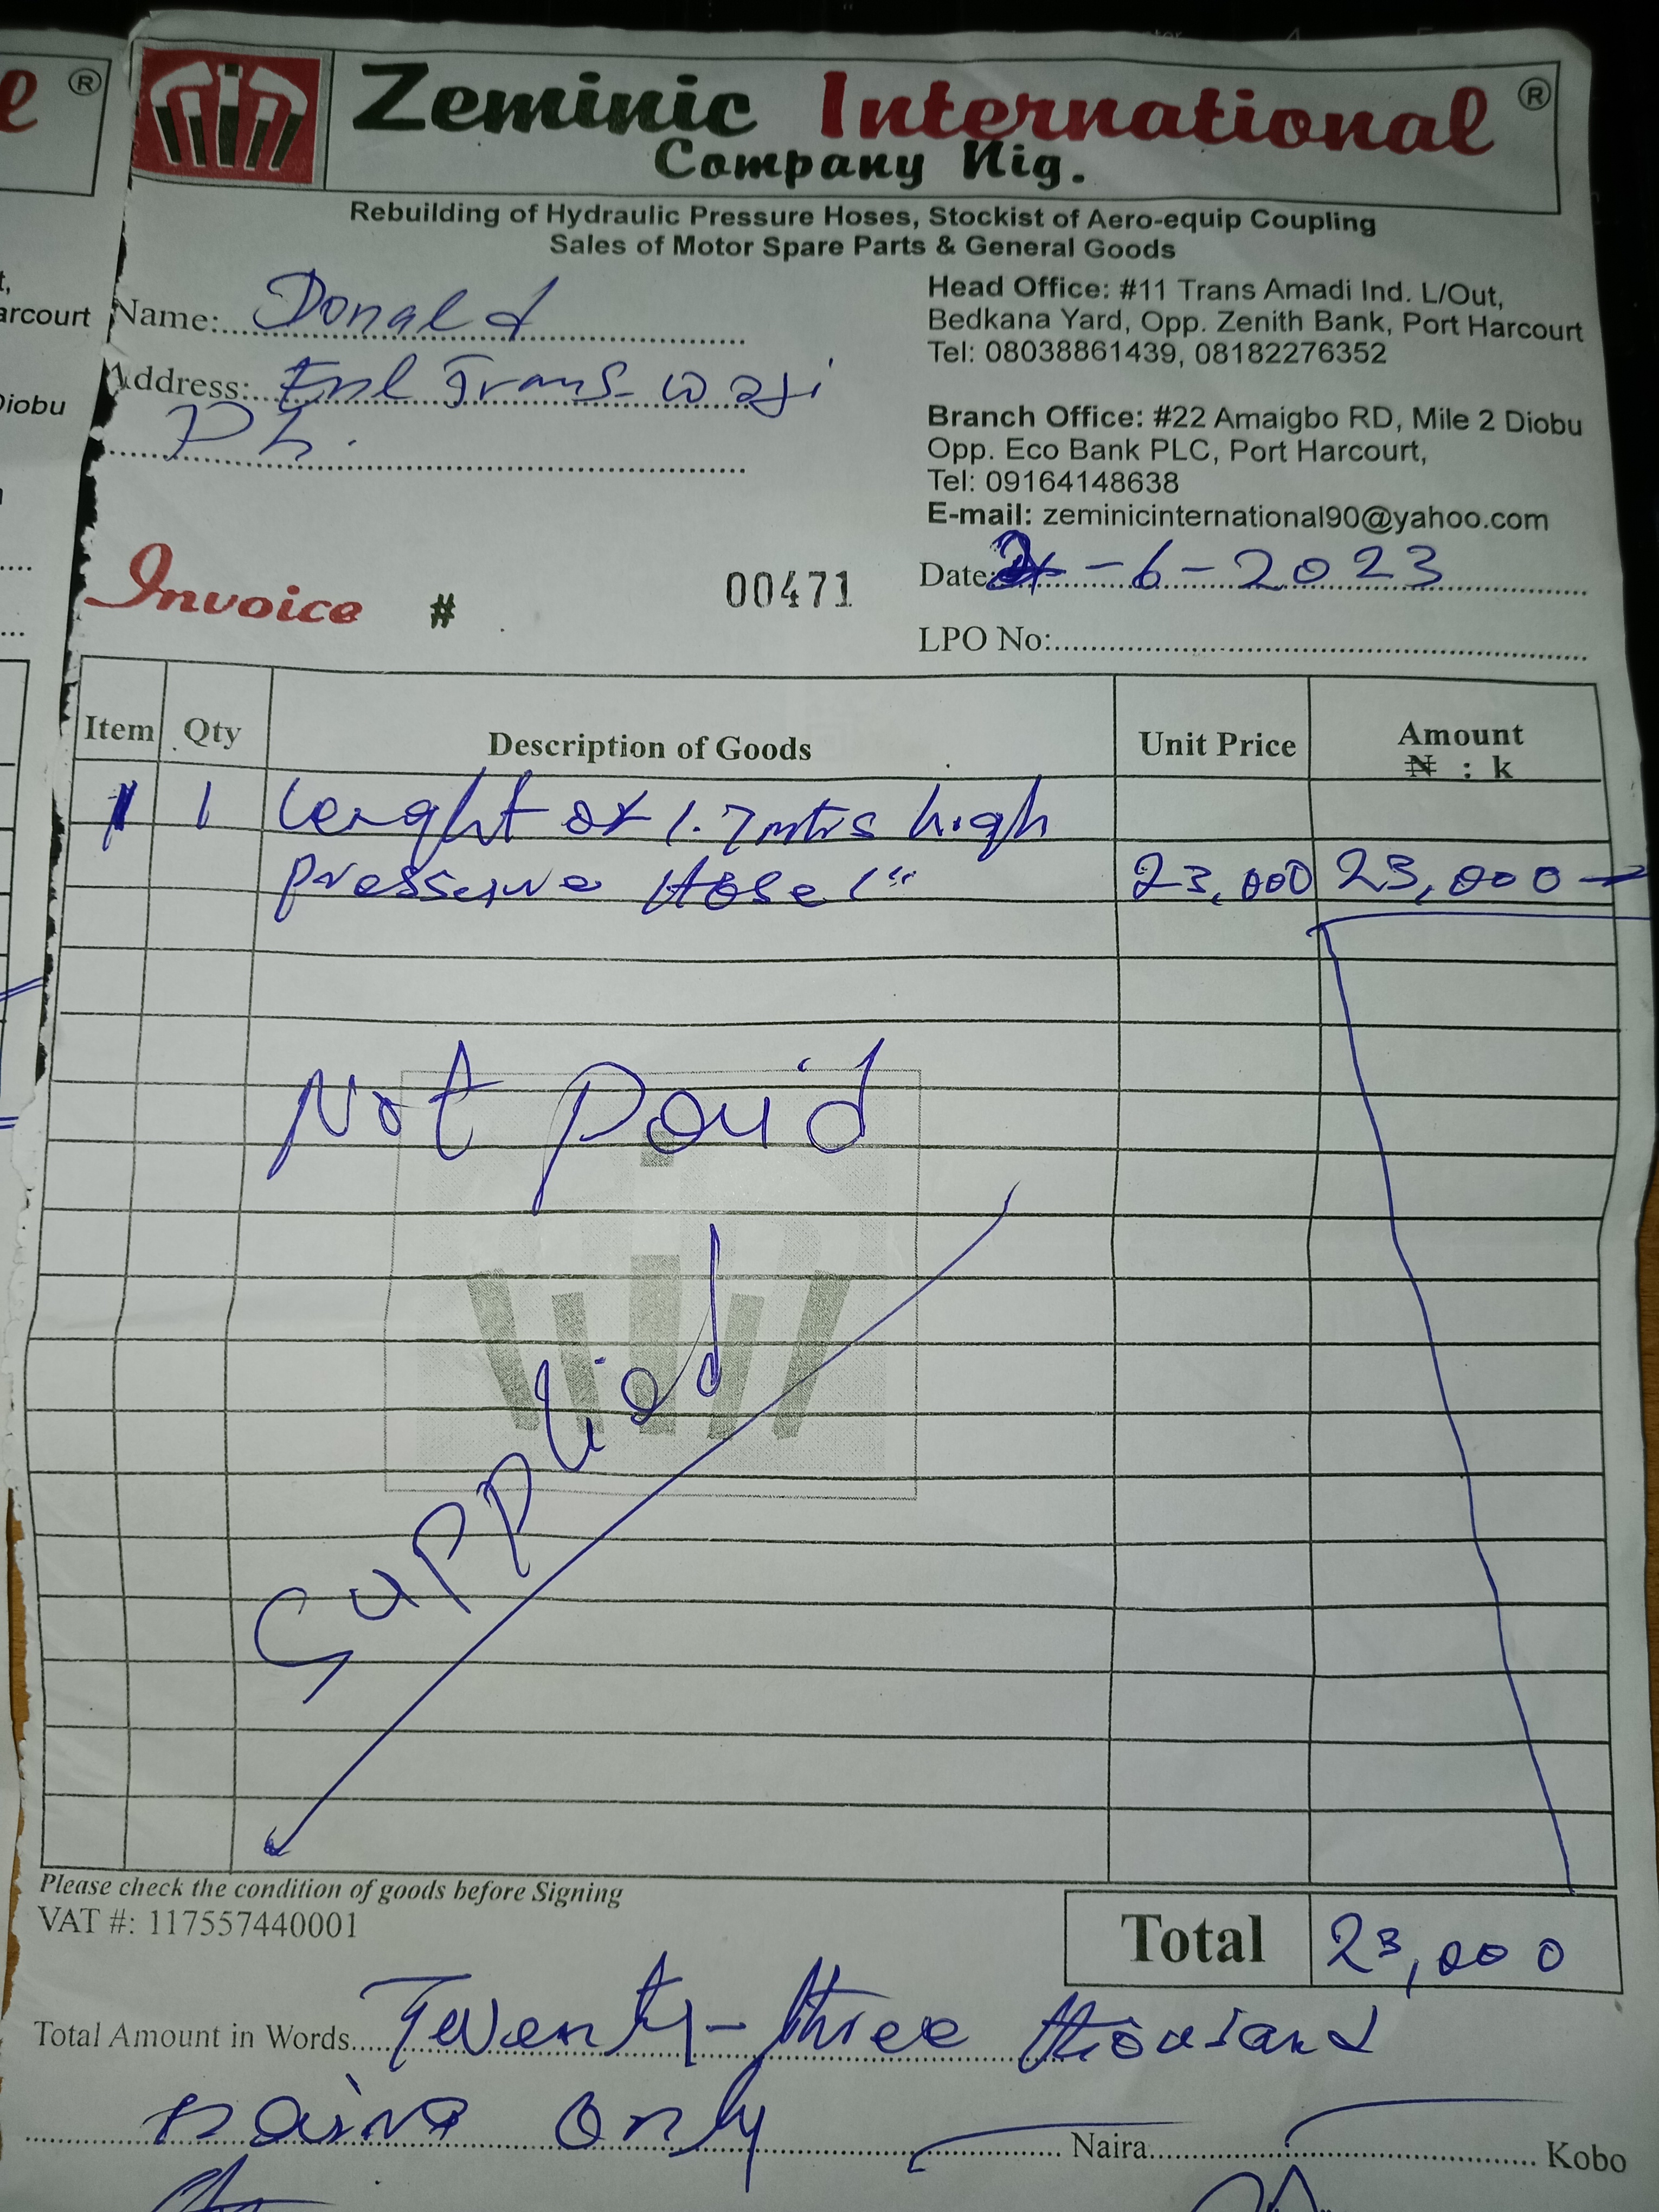 Zeminic International ®
Company Nig.
Rebuilding of Hydraulic Pressure Hoses, Stockist of Aero-equip Coupling
Sales of Motor Spare Parts & General Goods
Name: Donald
Address: Trans-
Ph.
Head Office: #11 Trans Amadi Ind. L/Out,
Bedkana Yard, Opp. Zenith Bank, Port Harcourt
Tel: 08038861439, 08182276352
Branch Office: #22 Amaigbo RD, Mile 2 Diobu
Opp. Eco Bank PLC, Port Harcourt,
Tel: 09164148638
E-mail: zeminicinternational90@yahoo.com
Date: -6-2023
LPO No:
Invoice # 00471
Item Qty Description of Goods Unit Price Amount
₦ : k
1 1 Lenght of 1.7mtrs high
presserve Hose 1" 23,000 23,000
Not paid
Supplied
Please check the condition of goods before Signing
VAT #: 117557440001
Total 23,000
Total Amount in Words Twenty-three thousand
naira only Naira Kobo
e ®
arcourt
Diobu